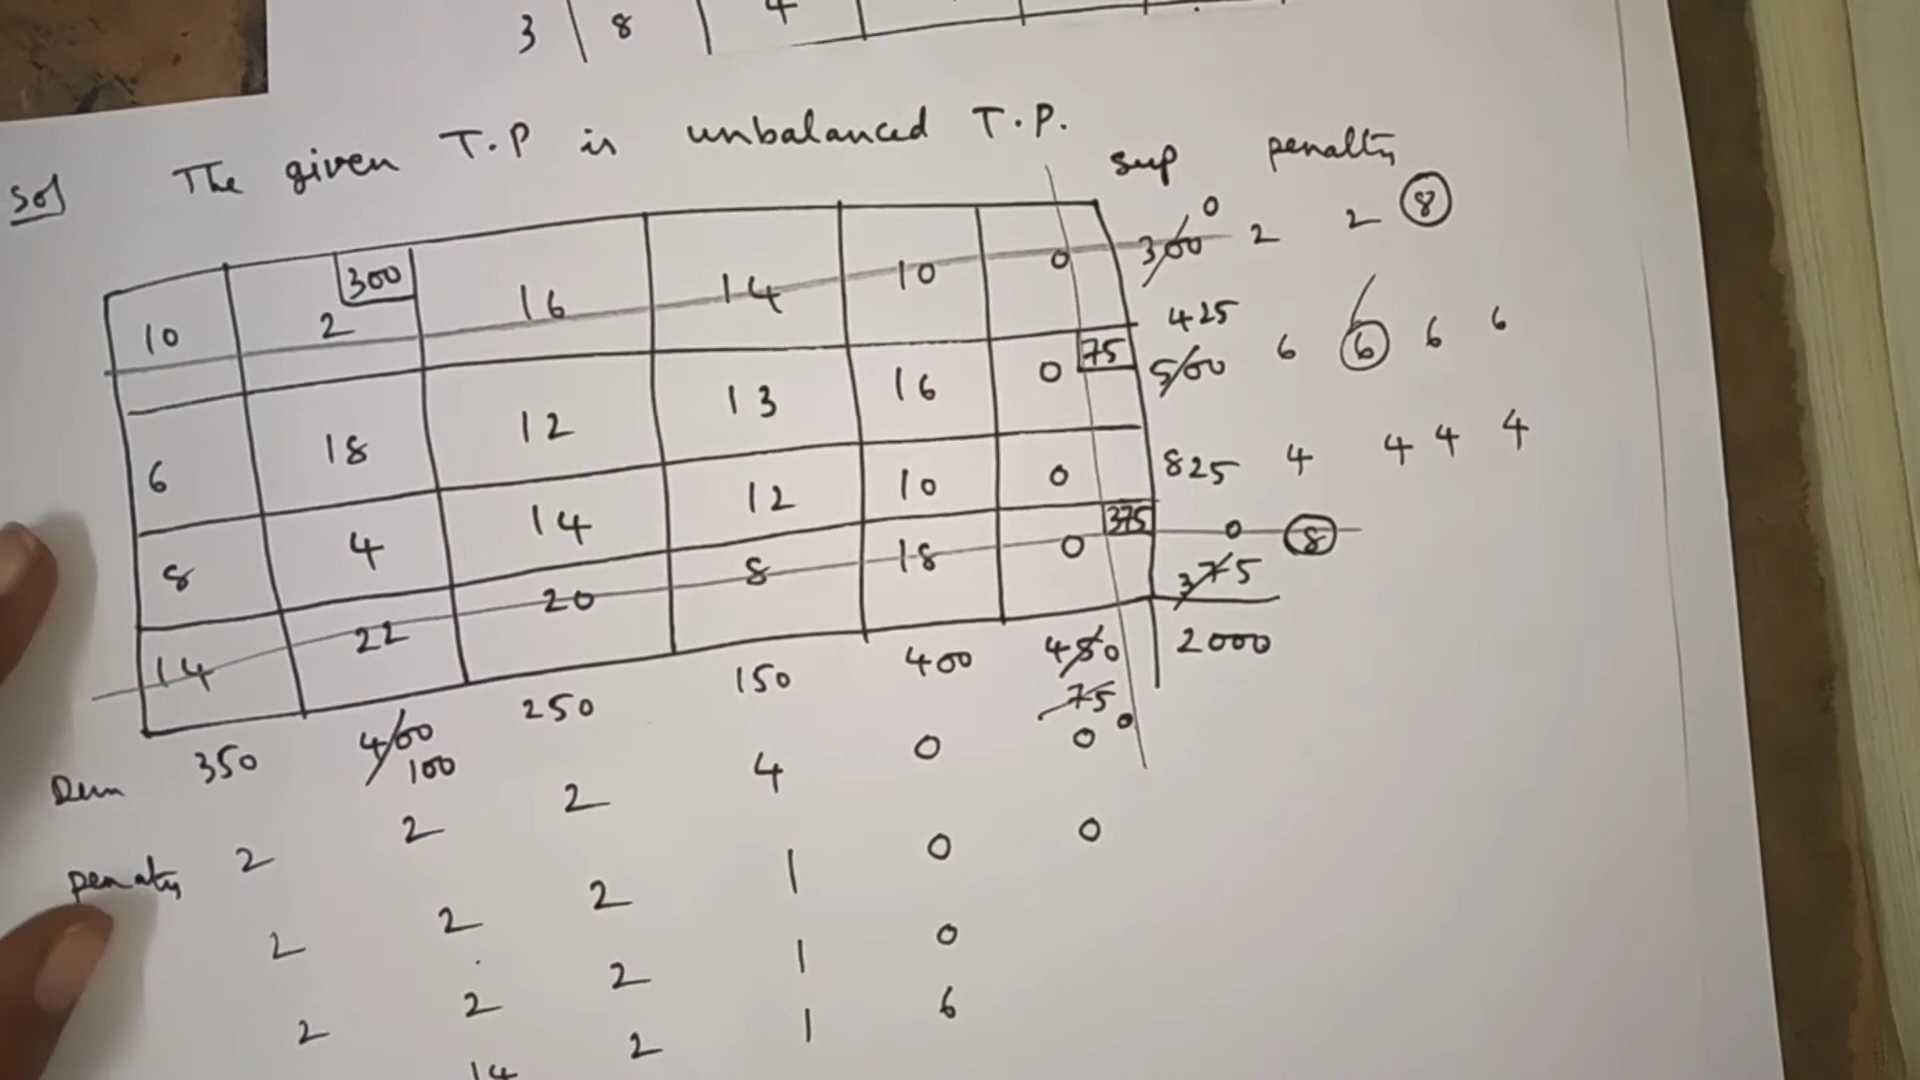 3 8 4
Sol The given T.P is unbalanced T.P.
sup penalty
10 300 2 16 14 10 0 300 0 2 2 8
6 18 12 13 16 0 75 500 425 6 6 6 6
8 4 14 12 10 0 825 4 4 4 4
14 22 20 8 18 0 375 375 0 8
Dem 350 400 100 250 150 400 450 75 0 2000
penaty 2 2 2 4 0 0
2 2 2 1 0 0
2 2 2 1 0
14 2 1 6